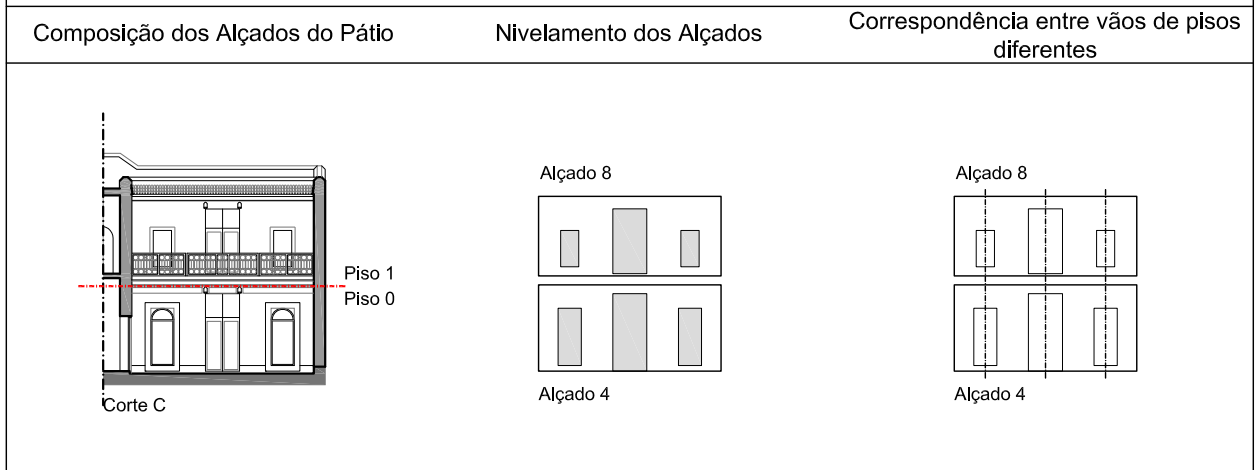 Composição dos Alçados do Pátio
Nivelamento dos Alçados
Correspondência entre vãos de pisos
diferentes
Piso 1
Piso 0
Corte C
Alçado 8
Alçado 4
Alçado 8
Alçado 4